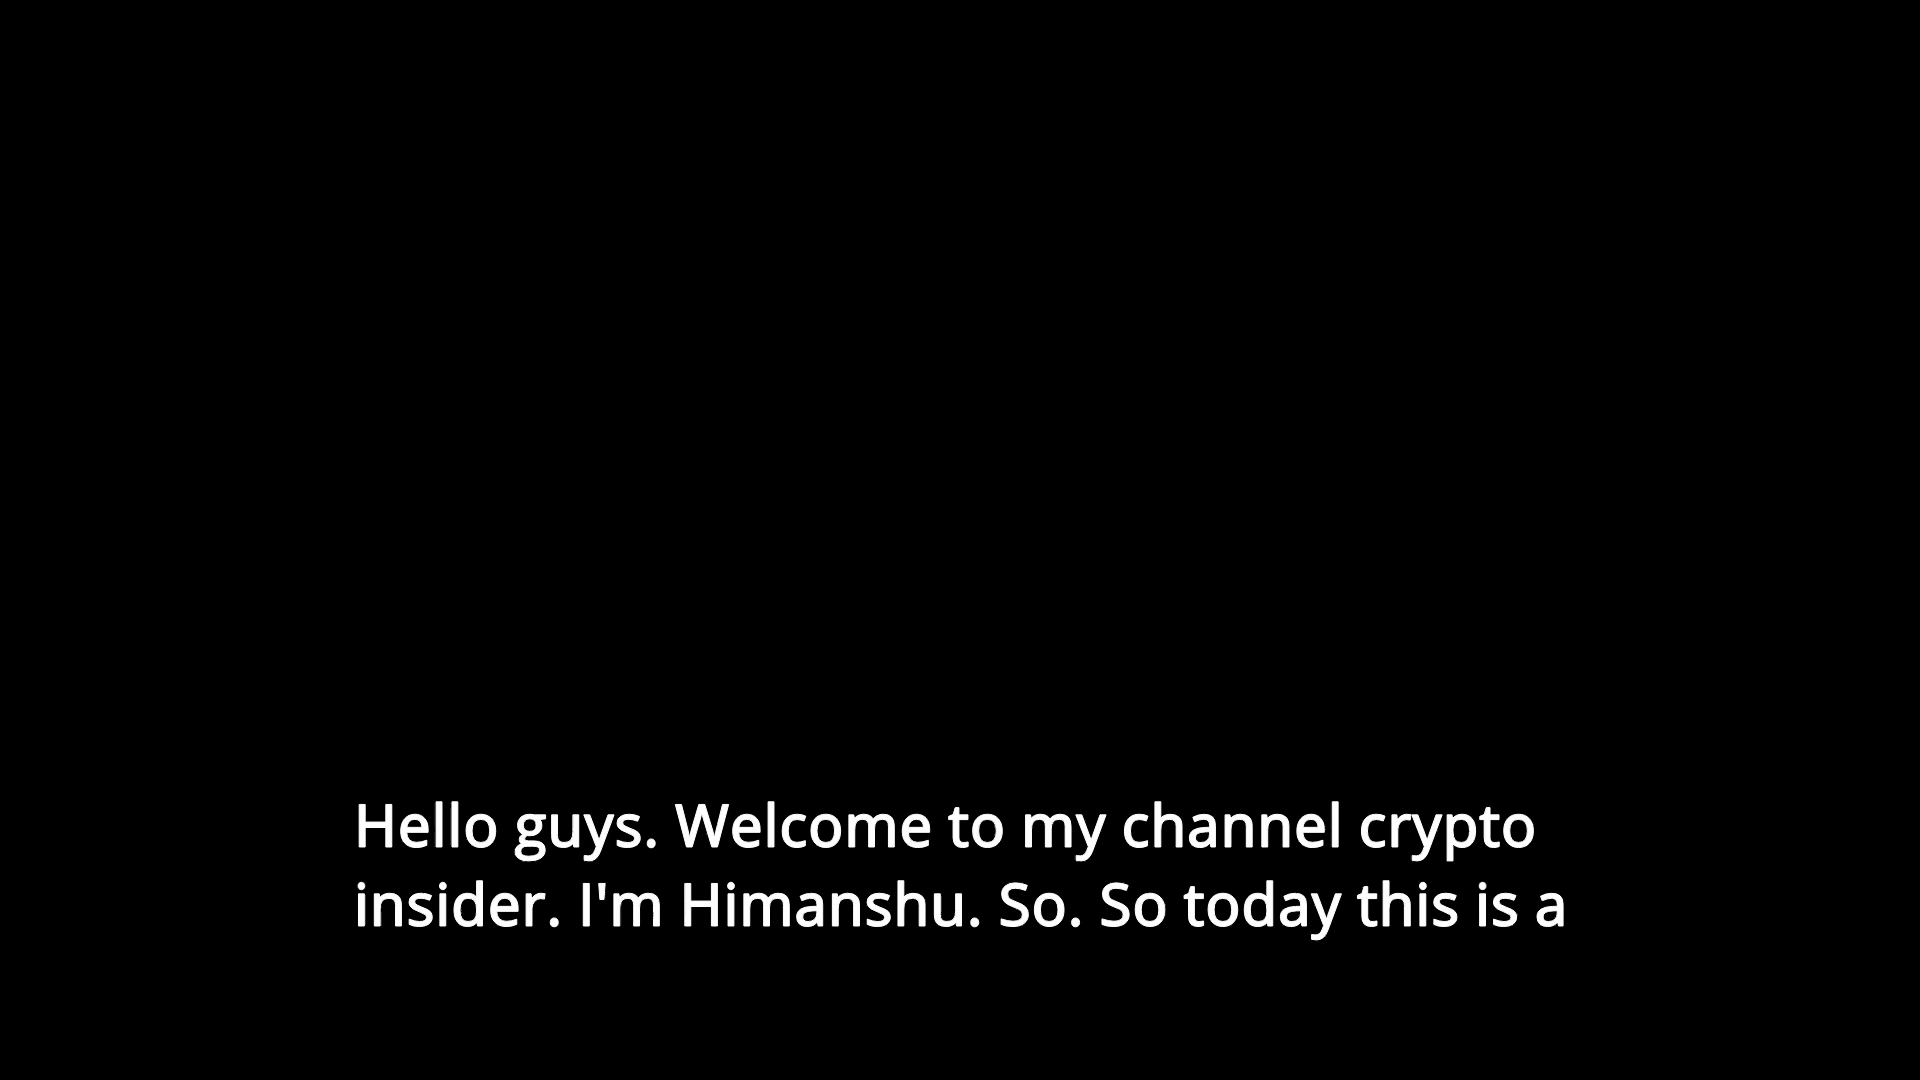 Hello guys. Welcome to my channel crypto
insider. I'm Himanshu. So. So today this is a